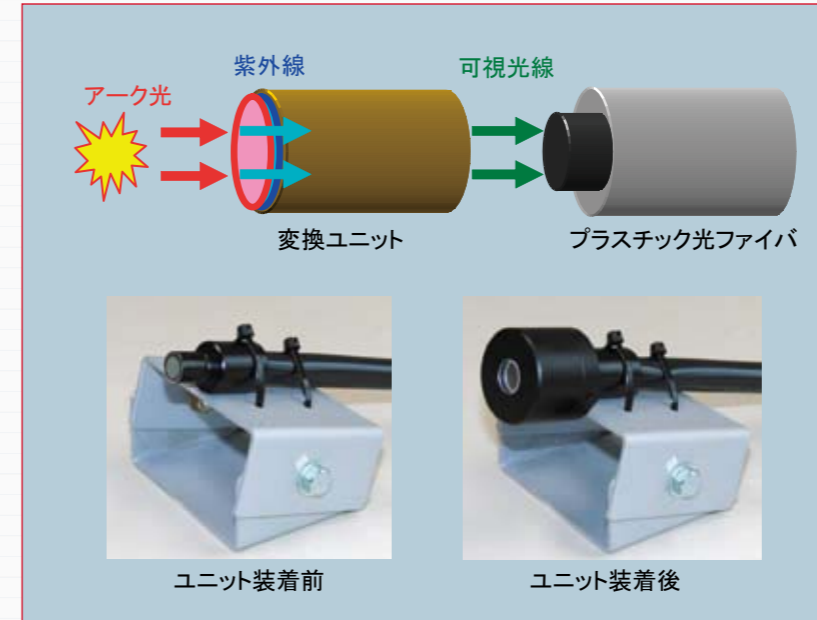 紫外線
可視光線
アーク光
変換ユニット
プラスチック光ファイバ
ユニット装着前
ユニット装着後